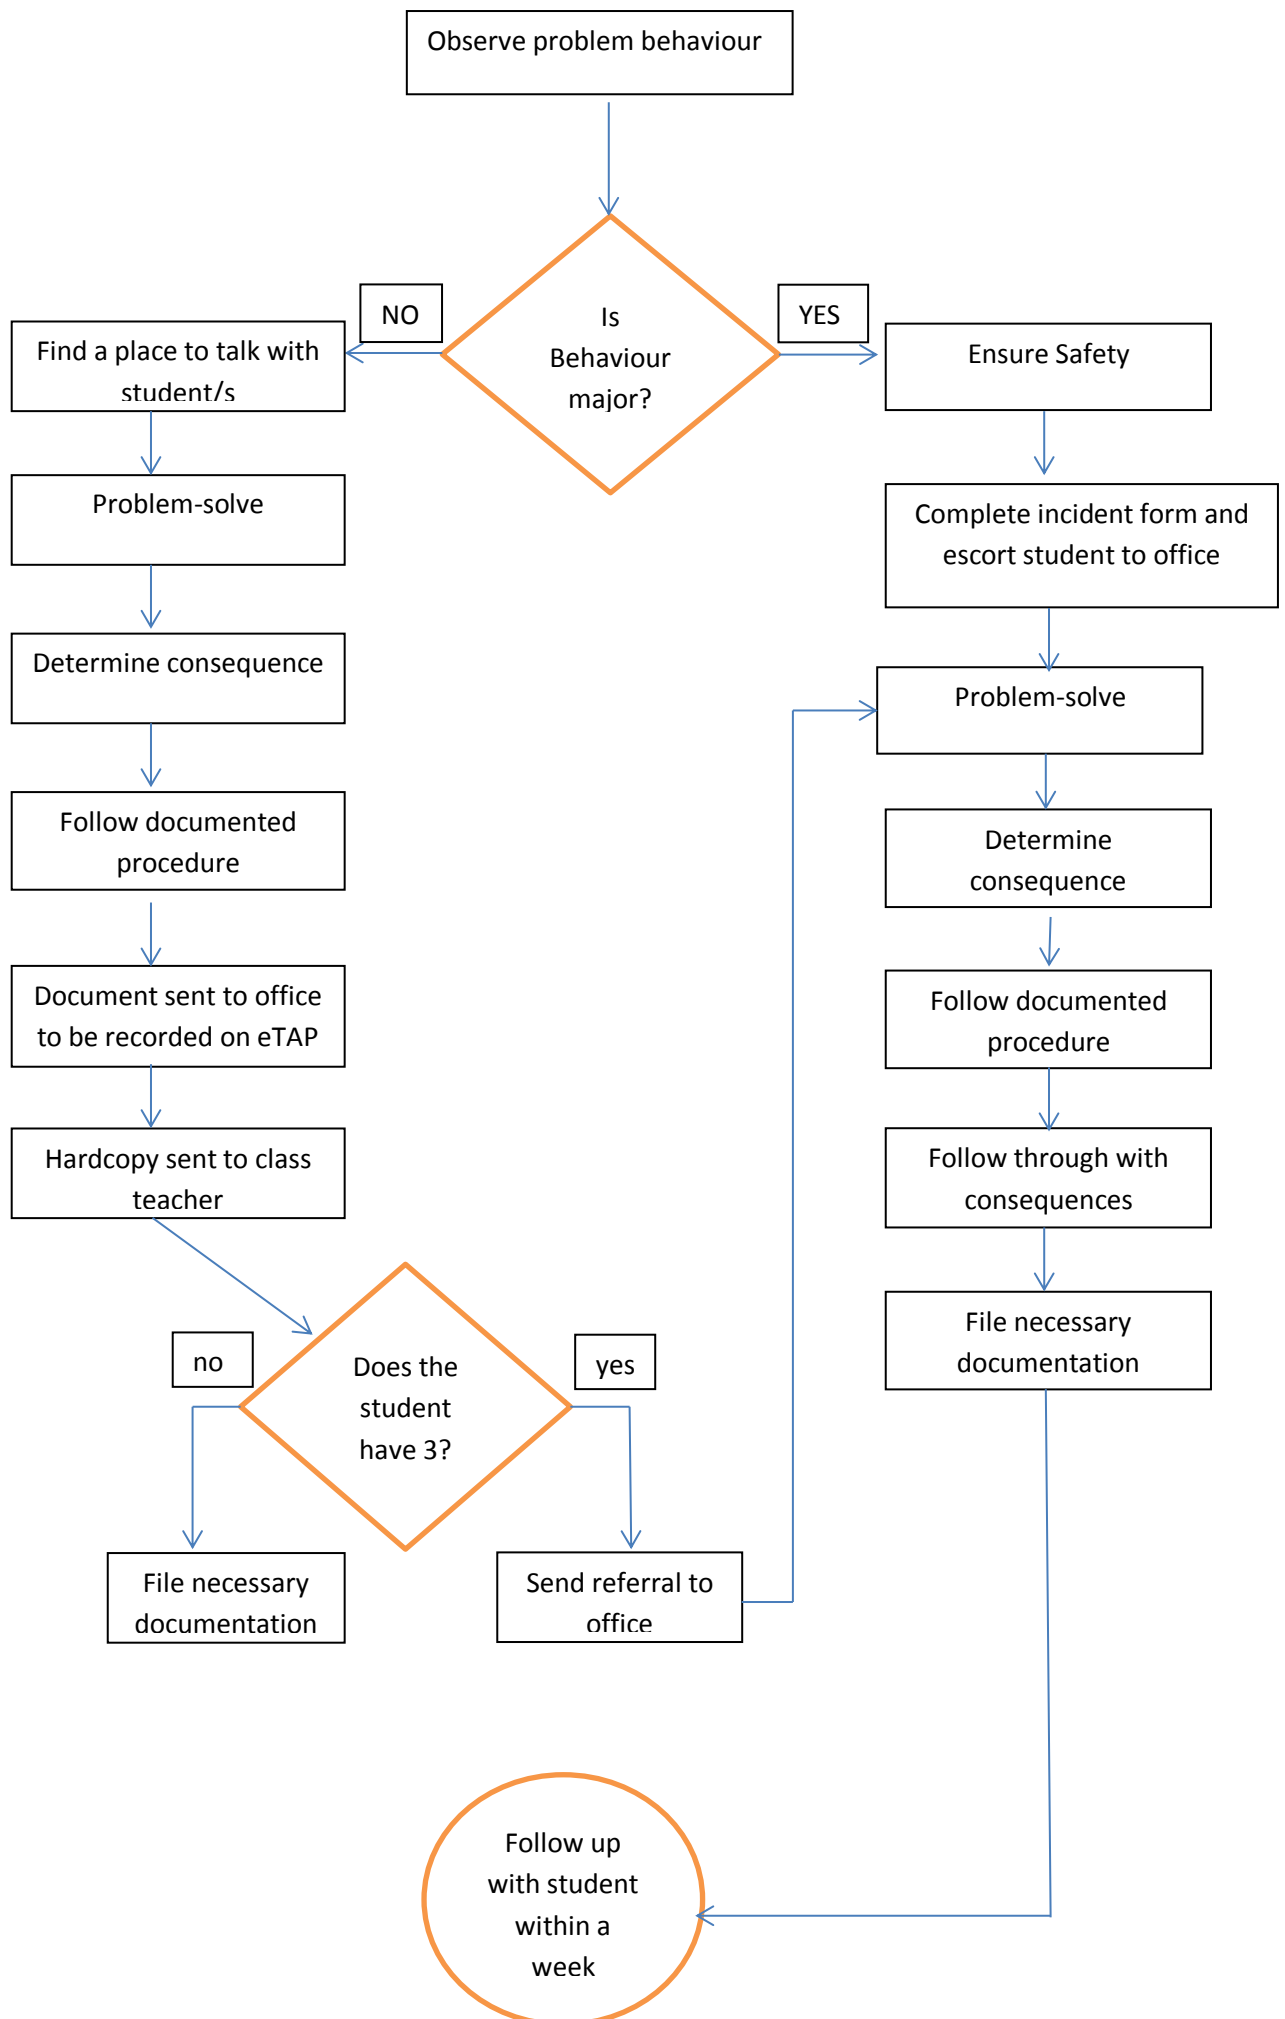 Observe problem behaviour
Is
Behaviour
major?
NO
YES
Find a place to talk with
student/s
Problem-solve
Determine consequence
Follow documented
procedure
Document sent to office
to be recorded on eTAP
Hardcopy sent to class
teacher
Does the
student
have 3?
no
yes
File necessary
documentation
Send referral to
office
Ensure Safety
Complete incident form and
escort student to office
Problem-solve
Determine
consequence
Follow documented
procedure
Follow through with
consequences
File necessary
documentation
Follow up
with student
within a
week